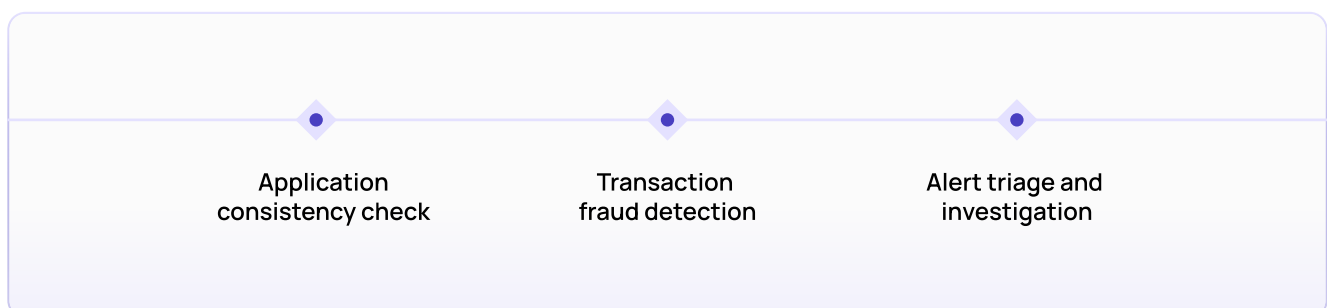 Application
consistency check
Transaction
fraud detection
Alert triage and
investigation